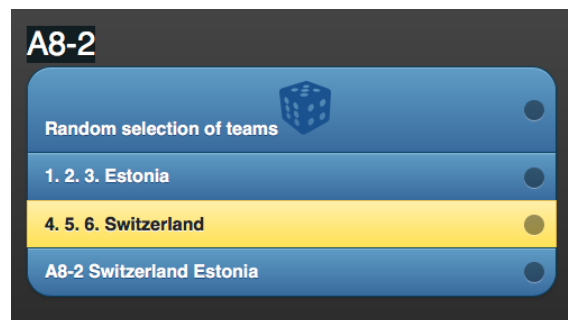 A8-2
Random selection of teams
1. 2. 3. Estonia
4. 5. 6. Switzerland
A8-2 Switzerland Estonia